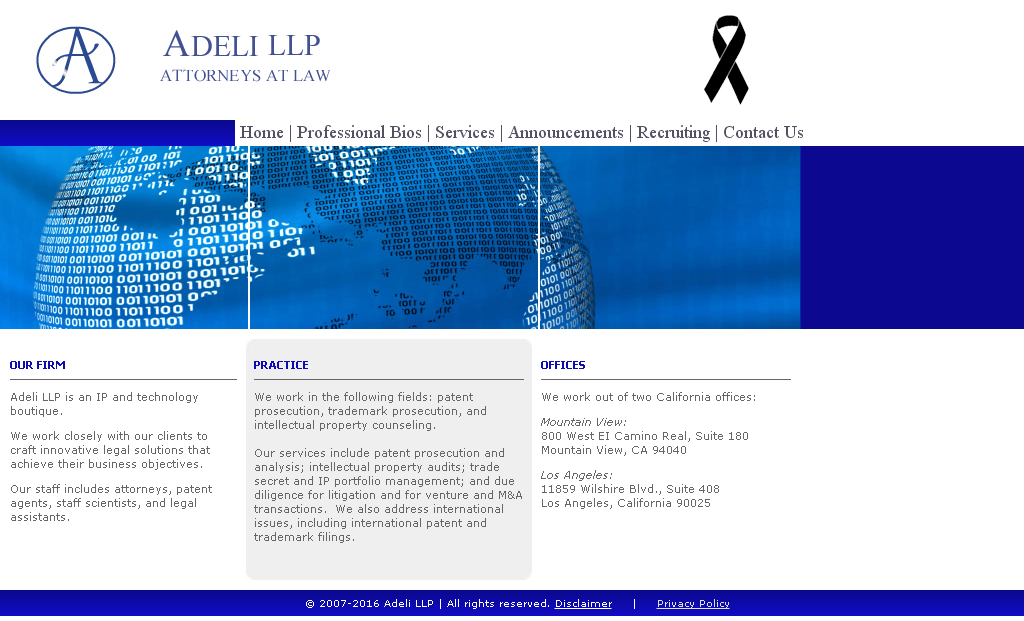 A
ADELI LLP
ATTORNEYS AT LAW
Home | Professional Bios | Services | Announcements | Recruiting | Contact Us
OUR FIRM
Adeli LLP is an IP and technology
boutique.
We work closely with our clients to
craft innovative legal solutions that
achieve their business objectives.
Our staff includes attorneys, patent
agents, staff scientists, and legal
assistants.
PRACTICE
We work in the following fields: patent
prosecution, trademark prosecution, and
intellectual property counseling.
Our services include patent prosecution and
analysis; intellectual property audits; trade
secret and IP portfolio management; and due
diligence for litigation and for venture and M&A
transactions.  We also address international
issues, including international patent and
trademark filings.
OFFICES
We work out of two California offices:
Mountain View:
800 West EI Camino Real, Suite 180
Mountain View, CA 94040
Los Angeles:
11859 Wilshire Blvd., Suite 408
Los Angeles, California 90025
© 2007-2016 Adeli LLP | All rights reserved. Disclaimer | Privacy Policy